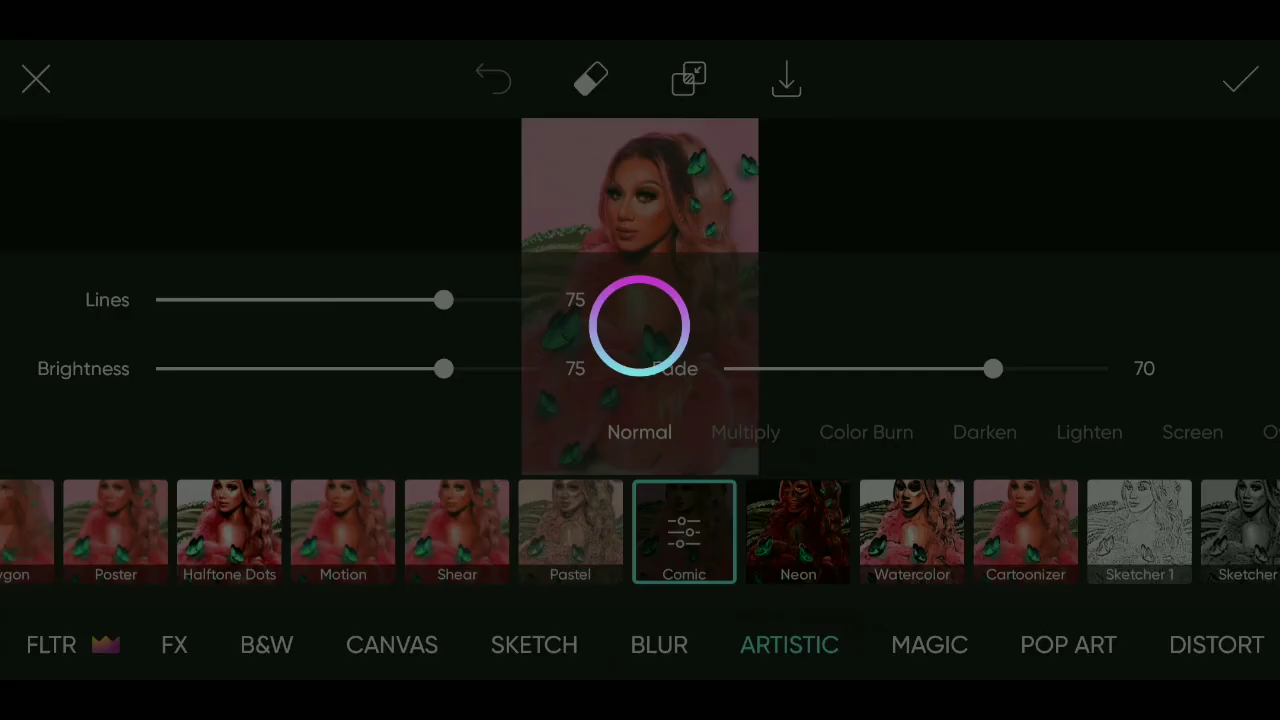 Lines 75
Brightness 75 Fade 70
Normal Multiply Color Burn Darken Lighten Screen
Poster Halftone Dots Motion Shear Pastel Comic Neon Watercolor Cartoonizer Sketcher 1 Sketcher
FLTR FX B&W CANVAS SKETCH BLUR ARTISTIC MAGIC POP ART DISTORT